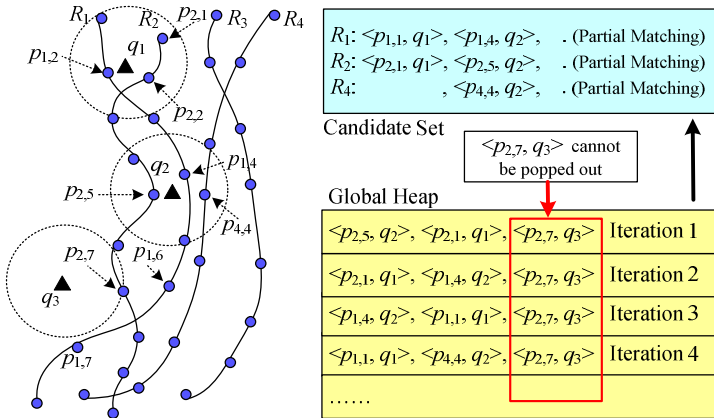 R1
R2
p2,1
R3
R4
q1
p1,2
p2,2
q2
p1,4
p2,5
p4,4
p2,7
p1,6
q3
p1,7
R1: <p1,1, q1>, <p1,4, q2>, . (Partial Matching)
R2: <p2,1, q1>, <p2,5, q2>, . (Partial Matching)
R4: , <p4,4, q2>, . (Partial Matching)
Candidate Set
<p2,7, q3> cannot
be popped out
Global Heap
<p2,5, q2>, <p2,1, q1>, <p2,7, q3> Iteration 1
<p2,1, q1>, <p1,4, q2>, <p2,7, q3> Iteration 2
<p1,4, q2>, <p1,1, q1>, <p2,7, q3> Iteration 3
<p1,1, q1>, <p4,4, q2>, <p2,7, q3> Iteration 4
……